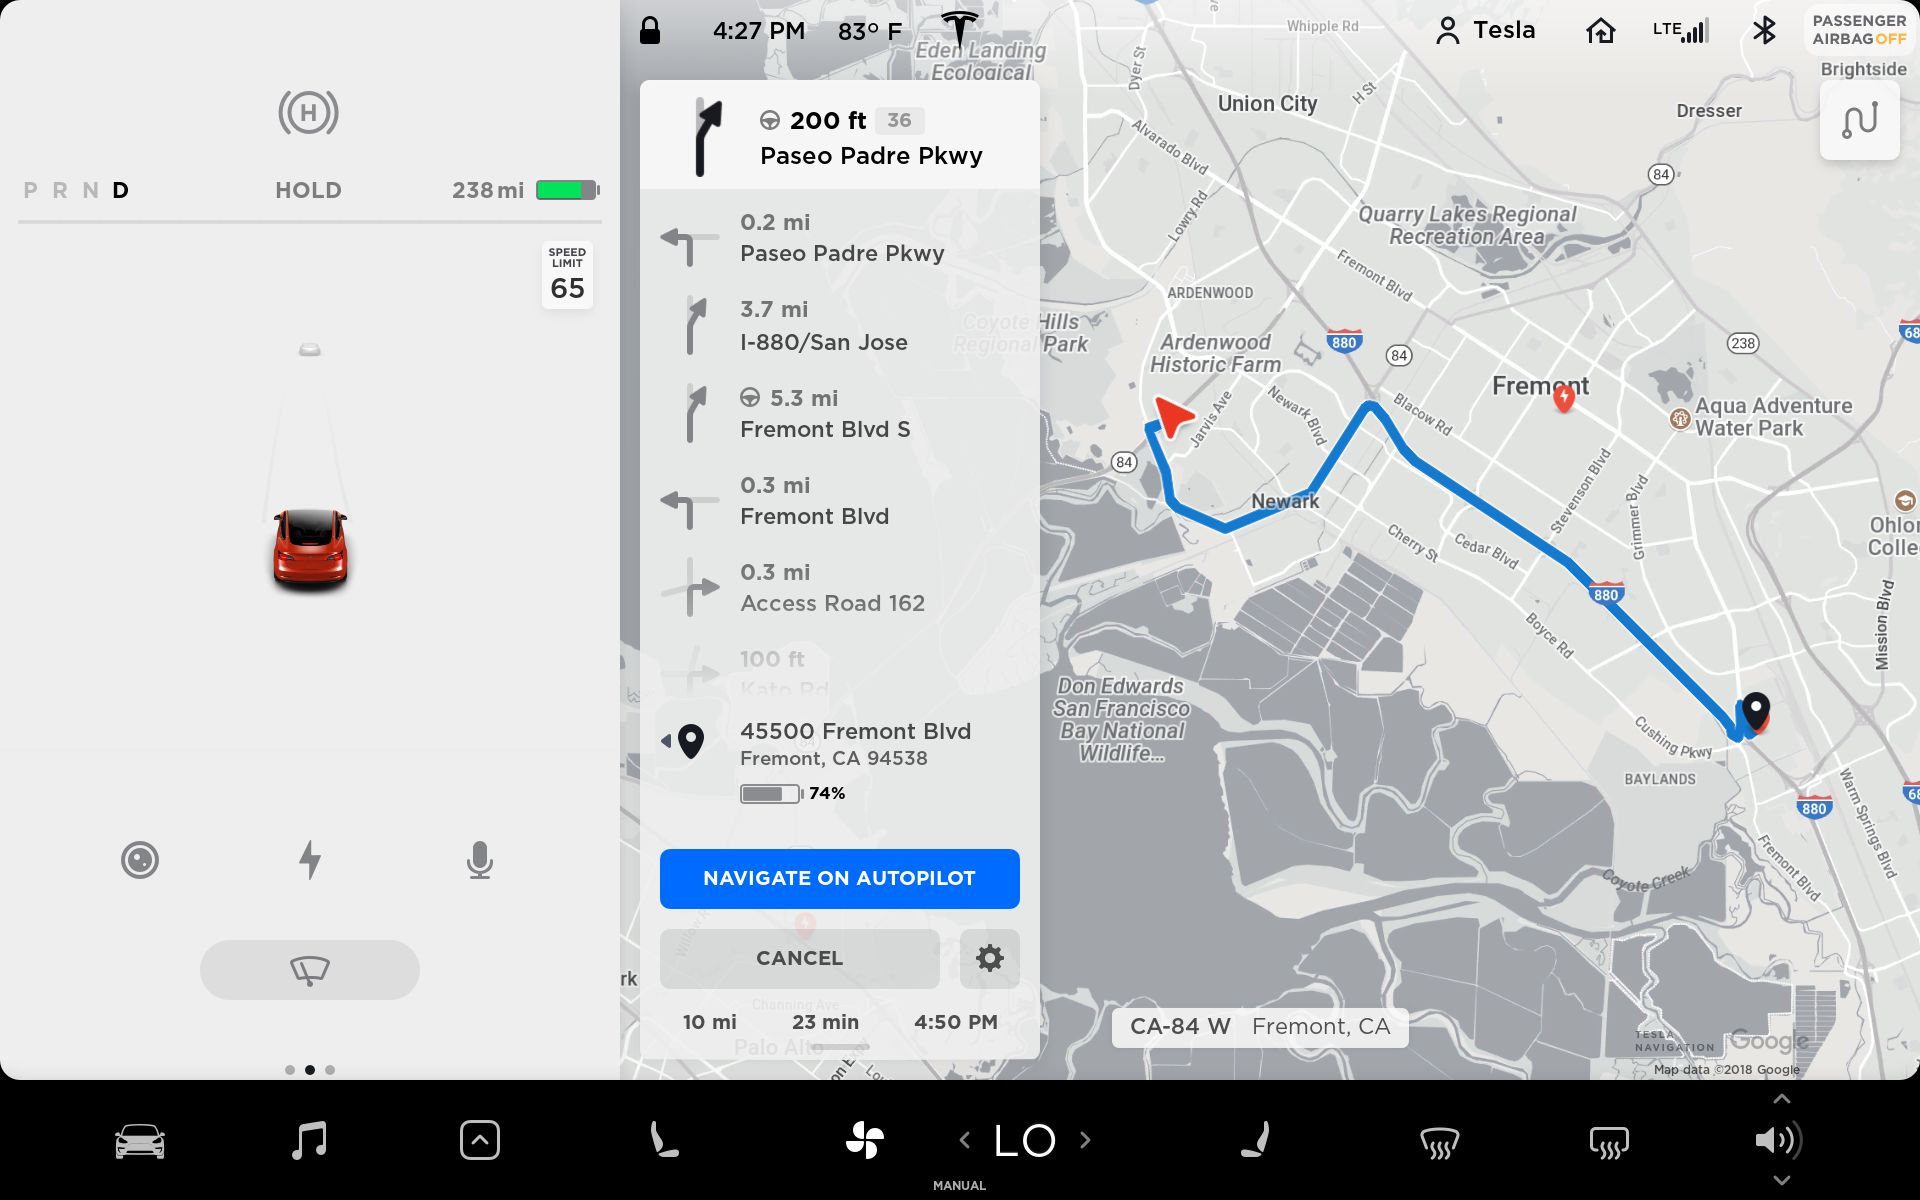 4:27 PM
83° F
Tesla
LTE
PASSENGER
AIRBAG OFF
H
P R N D
HOLD
238 mi
SPEED
LIMIT
65
200 ft 36
Paseo Padre Pkwy
0.2 mi
Paseo Padre Pkwy
3.7 mi
I-880/San Jose
5.3 mi
Fremont Blvd S
0.3 mi
Fremont Blvd
0.3 mi
Access Road 162
100 ft
Kato Rd
45500 Fremont Blvd
Fremont, CA 94538
74%
NAVIGATE ON AUTOPILOT
CANCEL
10 mi 23 min 4:50 PM
Channing Ave
Palo Alto
Eden Landing
Ecological
Whipple Rd
Dyer St
Union City
H St
Brightside
Dresser
Alvarado Blvd
84
Lowry Rd
Quarry Lakes Regional
Recreation Area
Fremont Blvd
ARDENWOOD
Coyote Hills
Regional Park
Ardenwood
Historic Farm
880
84
238
68
Fremont
Jarvis Ave
Newark Blvd
Blacow Rd
Aqua Adventure
Water Park
84
Newark
Stevenson Blvd
Grimmer Blvd
Ohlon
Colle
Cherry St
Cedar Blvd
880
Mission Blvd
Boyce Rd
Don Edwards
San Francisco
Bay National
Wildlife...
Cushing Pkwy
BAYLANDS
Warm Springs Blvd
880
68
Fremont Blvd
Coyote Creek
rk
CA-84 W Fremont, CA
TESLA
NAVIGATION
Google
Map data ©2018 Google
LO
MANUAL